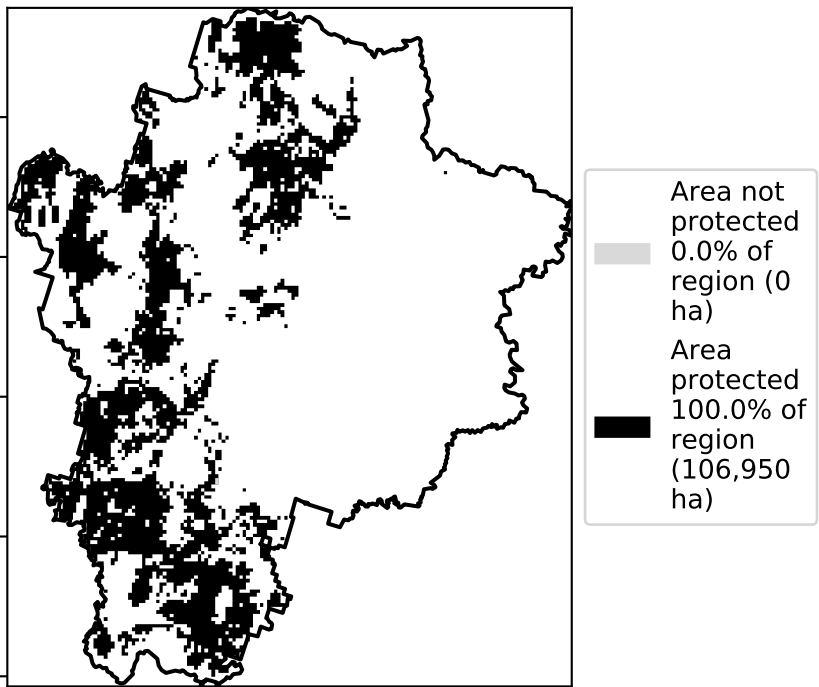 Area not
protected
0.0% of
region (0
ha)
Area
protected
100.0% of
region
(106,950
ha)